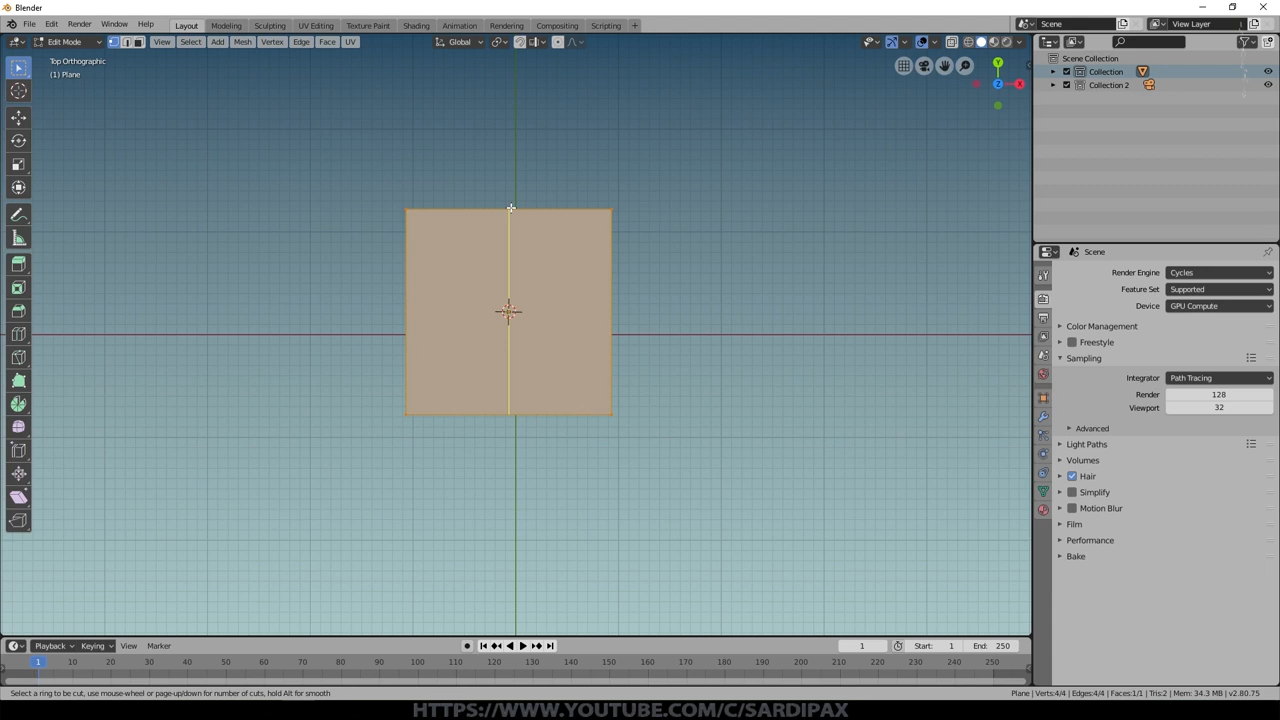 Blender
File Edit Render Window Help Layout Modeling Sculpting UV Editing Texture Paint Shading Animation Rendering Compositing Scripting + Scene View Layer
Edit Mode View Select Add Mesh Vertex Edge Face UV Global
Top Orthographic
(1) Plane
Y
Z
X
Scene Collection
Collection
Collection 2
Scene
Render Engine Cycles
Feature Set Supported
Device GPU Compute
Color Management
Freestyle
Sampling
Integrator Path Tracing
Render 128
Viewport 32
Advanced
Light Paths
Volumes
Hair
Simplify
Motion Blur
Film
Performance
Bake
Playback Keying View Marker 1 Start: 1 End: 250
1 10 20 30 40 50 60 70 80 90 100 110 120 130 140 150 160 170 180 190 200 210 220 230 240 250
Select a ring to be cut, use mouse-wheel or page-up/down for number of cuts, hold Alt for smooth Plane | Verts:4/4 | Edges:4/4 | Faces:1/1 | Tris:2 | Mem: 34.3 MB | v2.80.75
HTTPS://WWW.YOUTUBE.COM/C/SARDIPAX